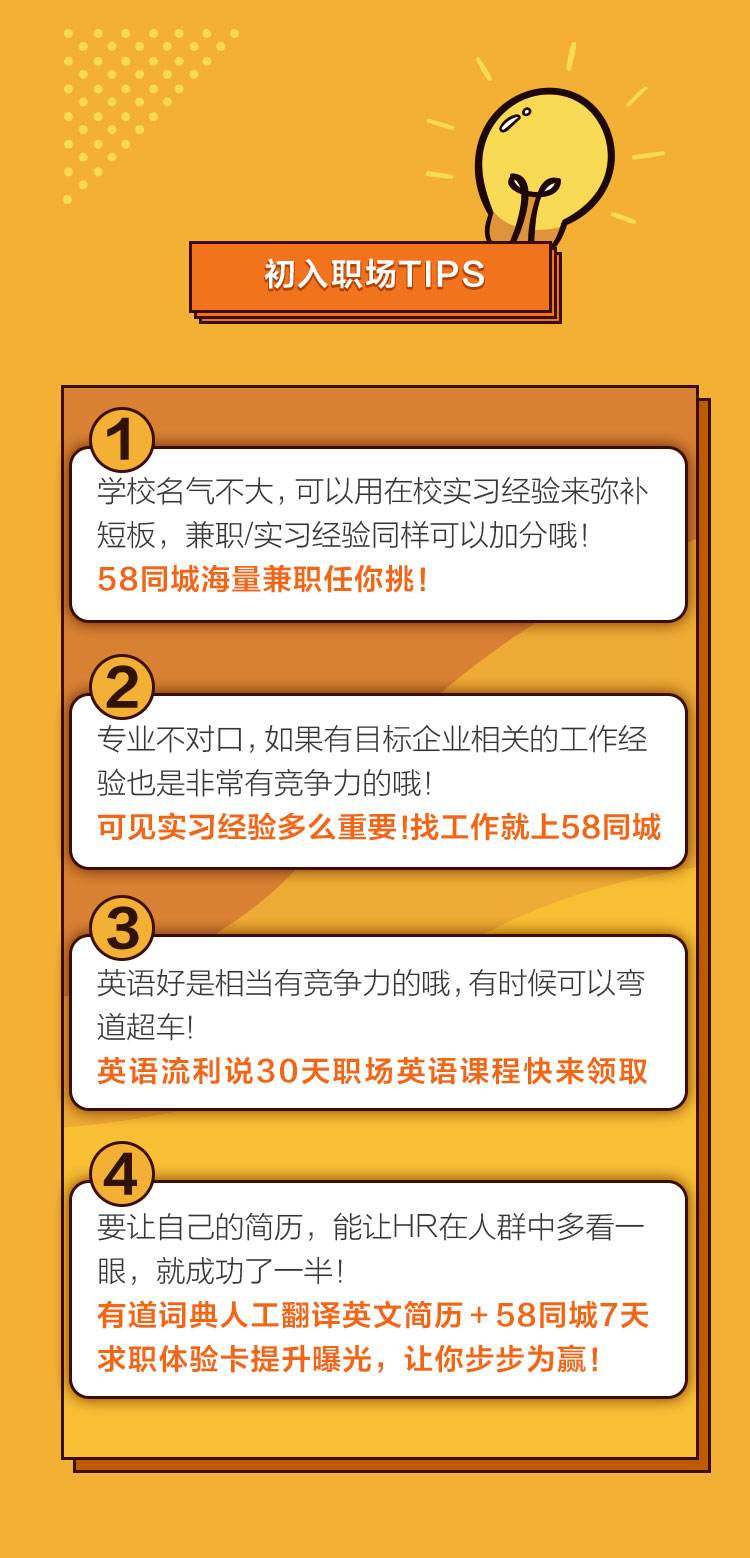 初入职场TIPS
1
学校名气不大，可以用在校实习经验来弥补
短板，兼职/实习经验同样可以加分哦！
58同城海量兼职任你挑！
2
专业不对口，如果有目标企业相关的工作经
验也是非常有竞争力的哦！
可见实习经验多么重要！找工作就上58同城
3
英语好是相当有竞争力的哦，有时候可以弯
道超车！
英语流利说30天职场英语课程快来领取
4
要让自己的简历，能让HR在人群中多看一
眼，就成功了一半！
有道词典人工翻译英文简历＋58同城7天
求职体验卡提升曝光，让你步步为赢！